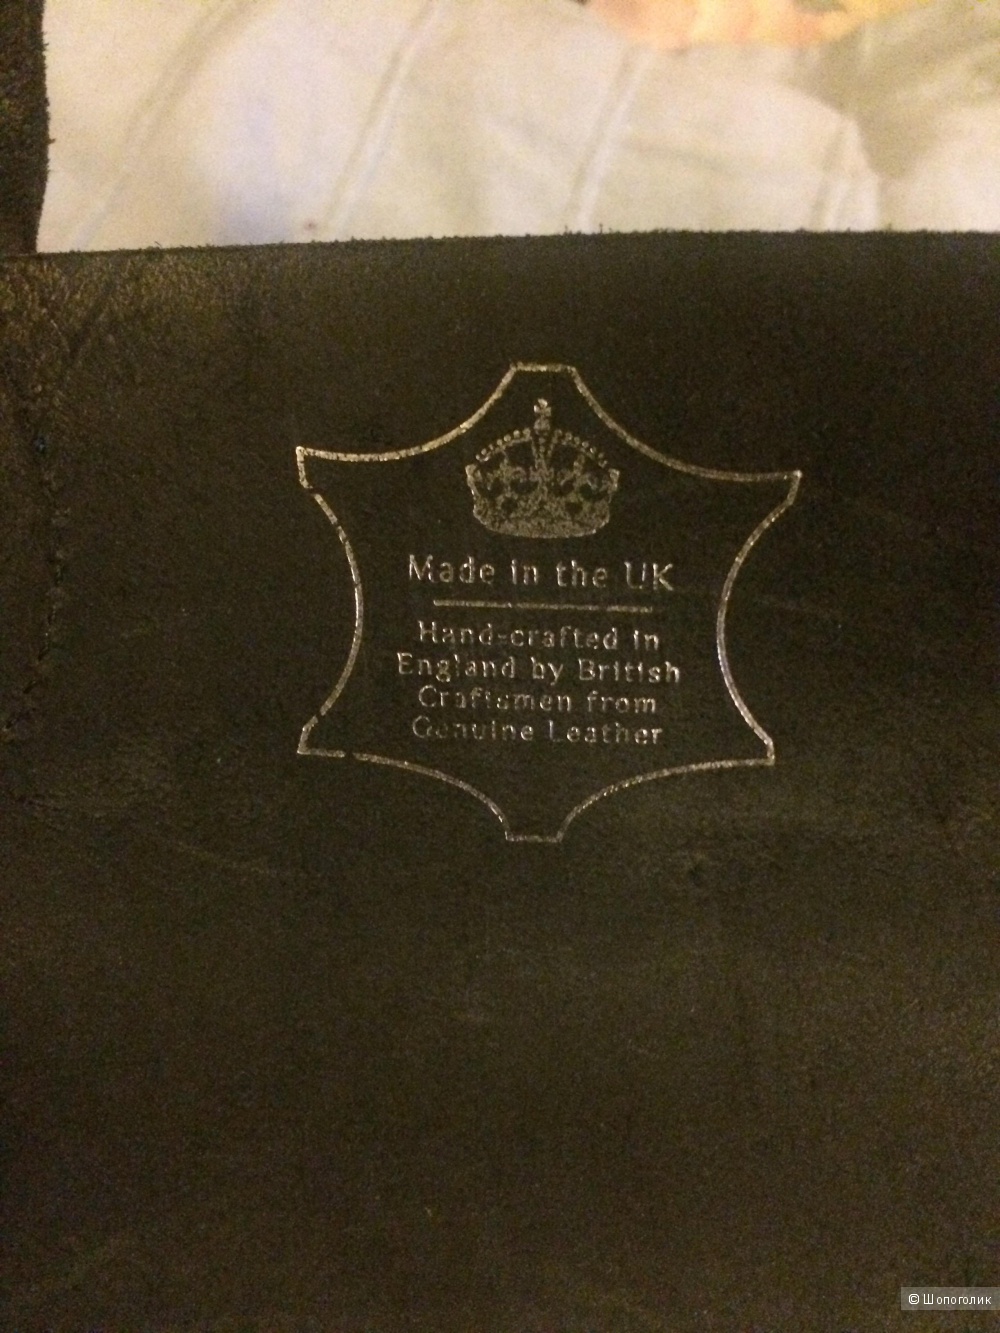 Made in the UK
Hand-crafted in
England by British
Craftsmen from
Genuine Leather
© Шопоголик